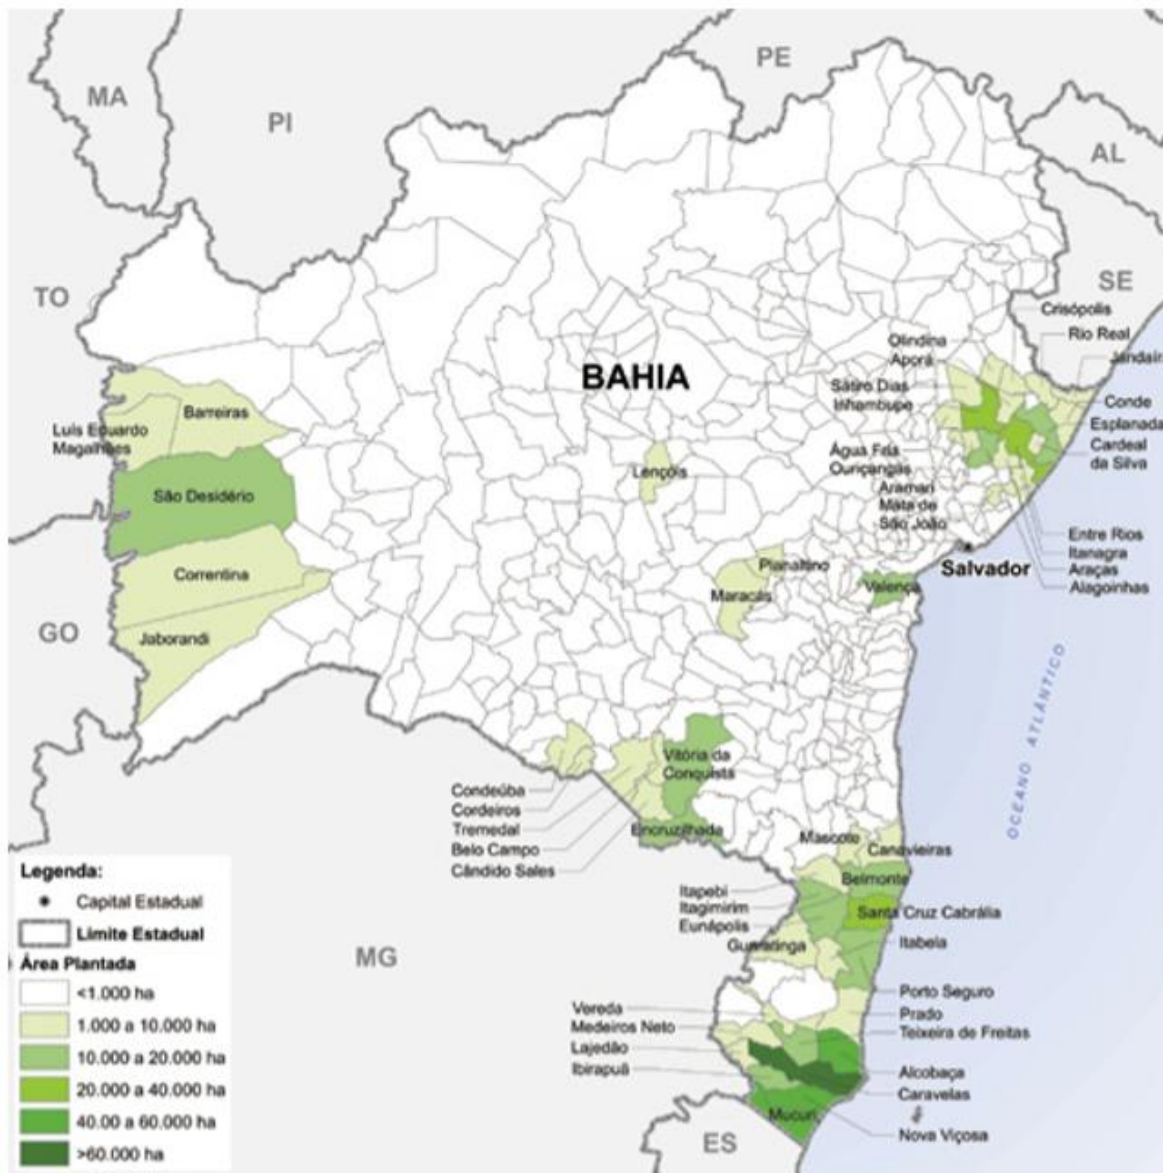 MA
PI
PE
AL
TO
SE
Crisópolis
Rio Real
Olindina
Jandaír
Aporá
BAHIA
Sátiro Dias
Inhambupe
Conde
Barreiras
Esplanada
Luís Eduardo
Magalhães
Cardeal
da Silva
Água Fria
Ouriçangas
Lençóis
Aramari
São Desidério
Mata de
São João
Entre Rios
Itanagra
Planaltino
Salvador
Araças
Correntina
Valença
Alagoinhas
Maracás
GO
Jaborandi
OCEANO ATLÂNTICO
Vitória da
Conquista
Condeúba
Cordeiros
Tremedal
Encruzilhada
Belo Campo
Cândido Sales
Mascote
Canavieiras
Belmonte
Itapebi
Itagimirim
Eunápolis
Santa Cruz Cabrália
Guaratinga
Itabela
MG
Porto Seguro
Vereda
Prado
Medeiros Neto
Teixeira de Freitas
Lajedão
Ibirapuã
Alcobaça
Caravelas
Mucuri
Nova Viçosa
ES
Legenda:
Capital Estadual
Limite Estadual
Área Plantada
<1.000 ha
1.000 a 10.000 ha
10.000 a 20.000 ha
20.000 a 40.000 ha
40.00 a 60.000 ha
>60.000 ha